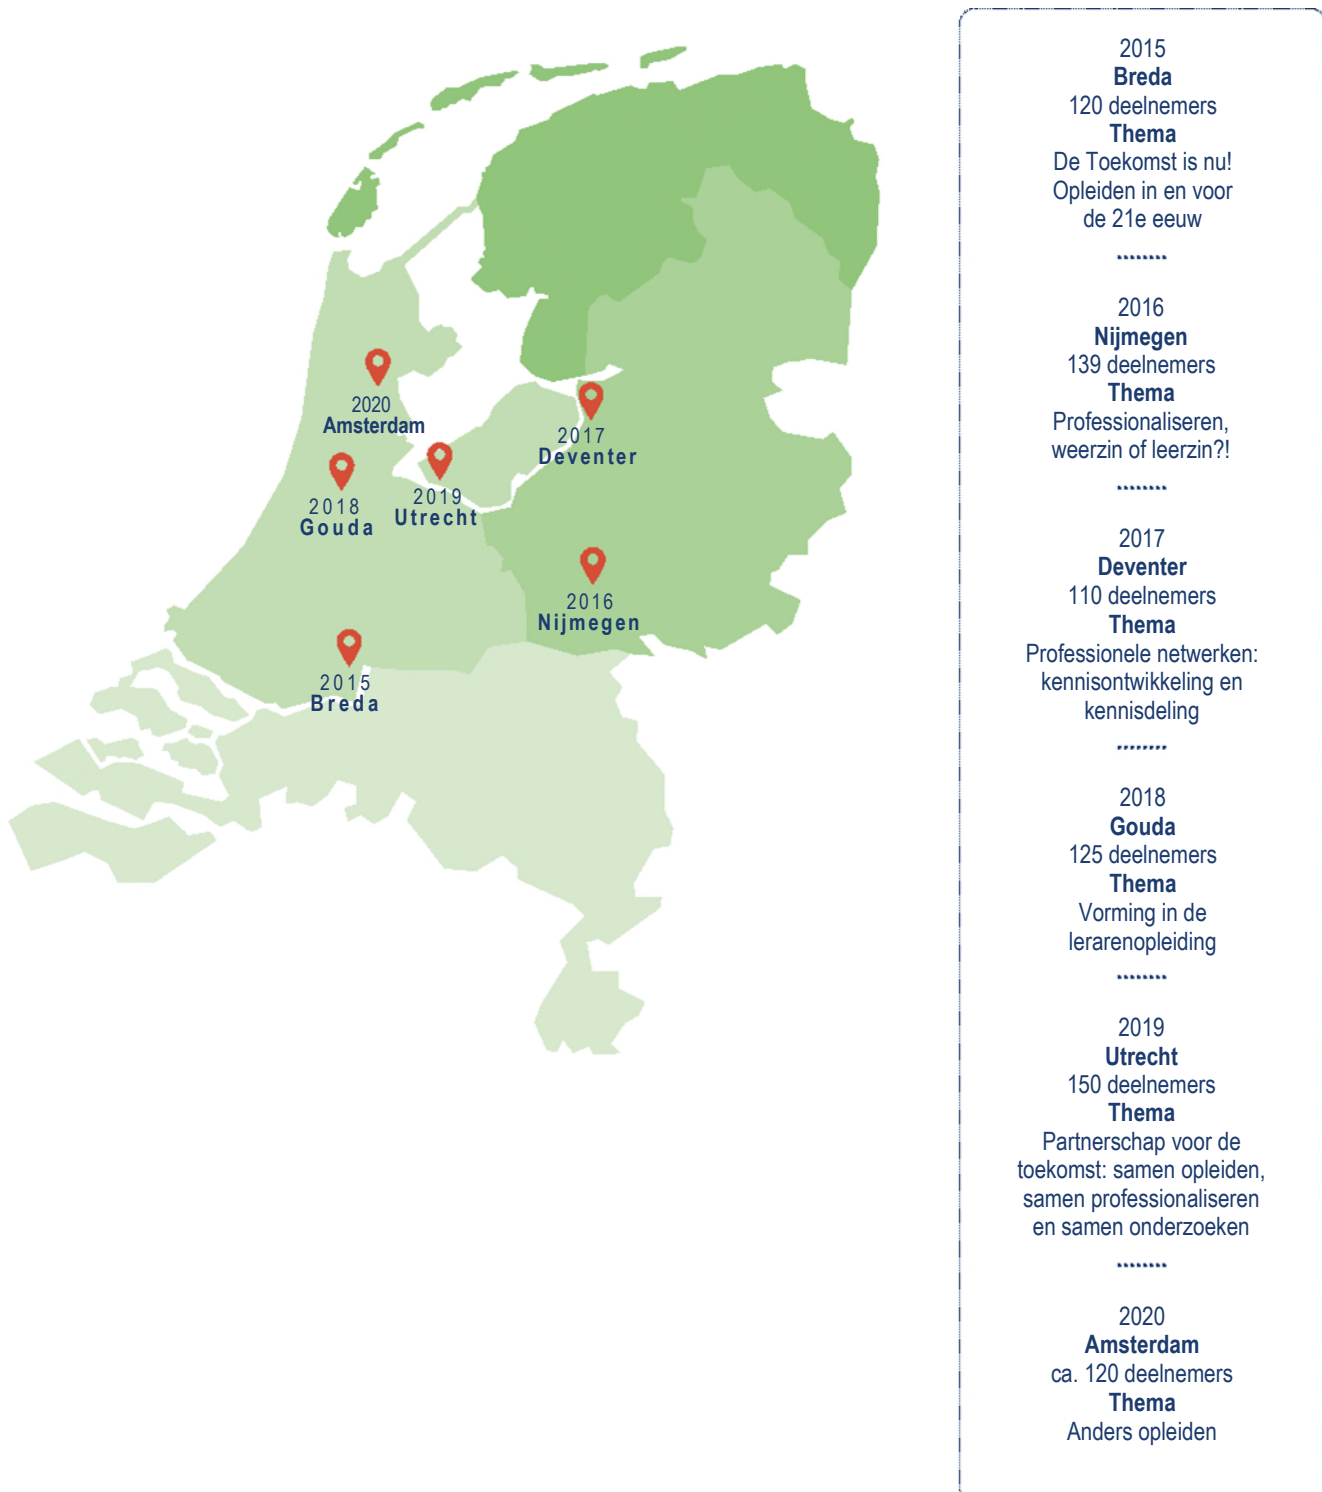 2020
Amsterdam
2018
Gouda
2019
Utrecht
2017
Deventer
2016
Nijmegen
2015
Breda
2015
Breda
120 deelnemers
Thema
De Toekomst is nu!
Opleiden in en voor
de 21e eeuw
2016
Nijmegen
139 deelnemers
Thema
Professionaliseren,
weerzin of leerzin?!
2017
Deventer
110 deelnemers
Thema
Professionele netwerken:
kennisontwikkeling en
kennisdeling
2018
Gouda
125 deelnemers
Thema
Vorming in de
lerarenopleiding
2019
Utrecht
150 deelnemers
Thema
Partnerschap voor de
toekomst: samen opleiden,
samen professionaliseren
en samen onderzoeken
2020
Amsterdam
ca. 120 deelnemers
Thema
Anders opleiden